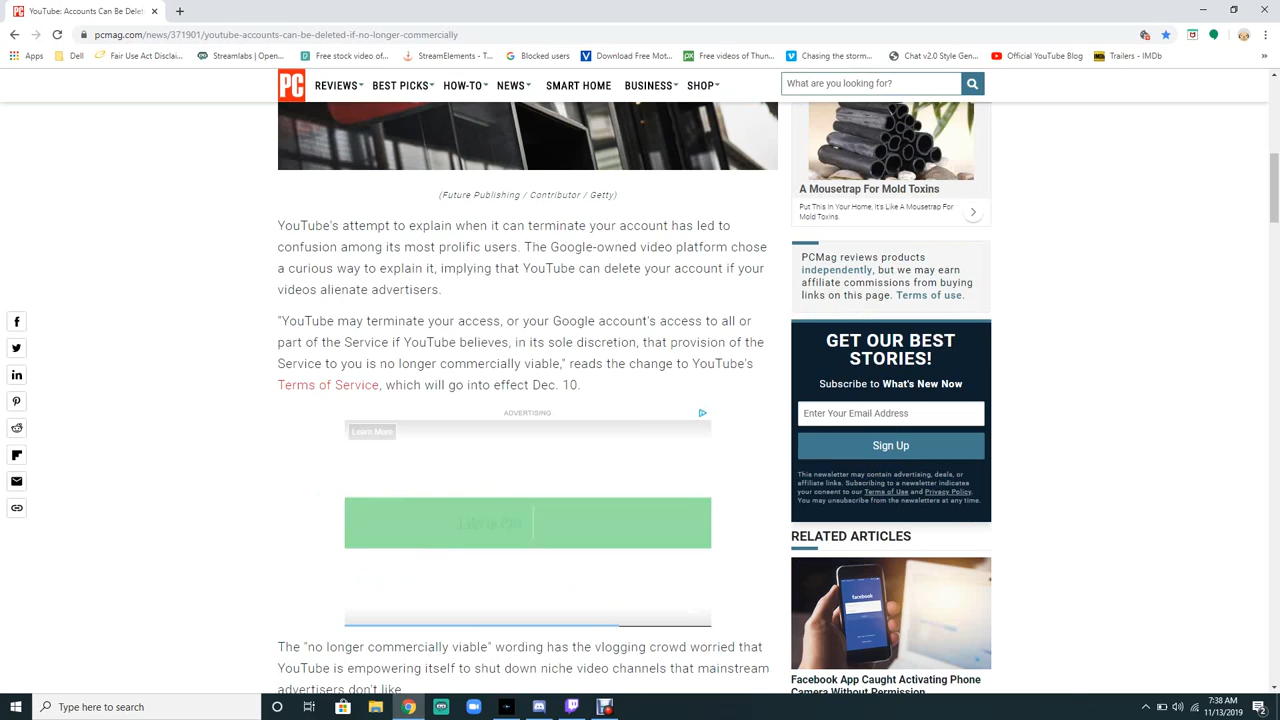 YouTube: Accounts Can Be Delet
pcmag.com/news/371901/youtube-accounts-can-be-deleted-if-no-longer-commercially
Apps
Dell
Fair Use Act Disclai...
Streamlabs | Open...
Free stock video of...
StreamElements - T...
Blocked users
Download Free Mot...
Free videos of Thun...
Chasing the storm...
Chat v2.0 Style Gen...
Official YouTube Blog
Trailers - IMDb
»
PC
REVIEWS
BEST PICKS
HOW-TO
NEWS
SMART HOME
BUSINESS
SHOP
What are you looking for?
(Future Publishing / Contributor / Getty)
YouTube's attempt to explain when it can terminate your account has led to
confusion among its most prolific users. The Google-owned video platform chose
a curious way to explain it, implying that YouTube can delete your account if your
videos alienate advertisers.
"YouTube may terminate your access, or your Google account's access to all or
part of the Service if YouTube believes, in its sole discretion, that provision of the
Service to you is no longer commercially viable," reads the change to YouTube's
Terms of Service, which will go into effect Dec. 10.
ADVERTISING
Learn More
The "no longer commercially viable" wording has the vlogging crowd worried that
YouTube is empowering itself to shut down niche video channels that mainstream
advertisers don't like
A Mousetrap For Mold Toxins
Put This In Your Home, It's Like A Mousetrap For
Mold Toxins.
PCMag reviews products
independently, but we may earn
affiliate commissions from buying
links on this page. Terms of use.
GET OUR BEST
STORIES!
Subscribe to What's New Now
Enter Your Email Address
Sign Up
This newsletter may contain advertising, deals, or
affiliate links. Subscribing to a newsletter indicates
your consent to our Terms of Use and Privacy Policy.
You may unsubscribe from the newsletters at any time.
RELATED ARTICLES
facebook
Facebook App Caught Activating Phone
Camera Without Permission
Type here to search
7:38 AM
11/13/2019
2